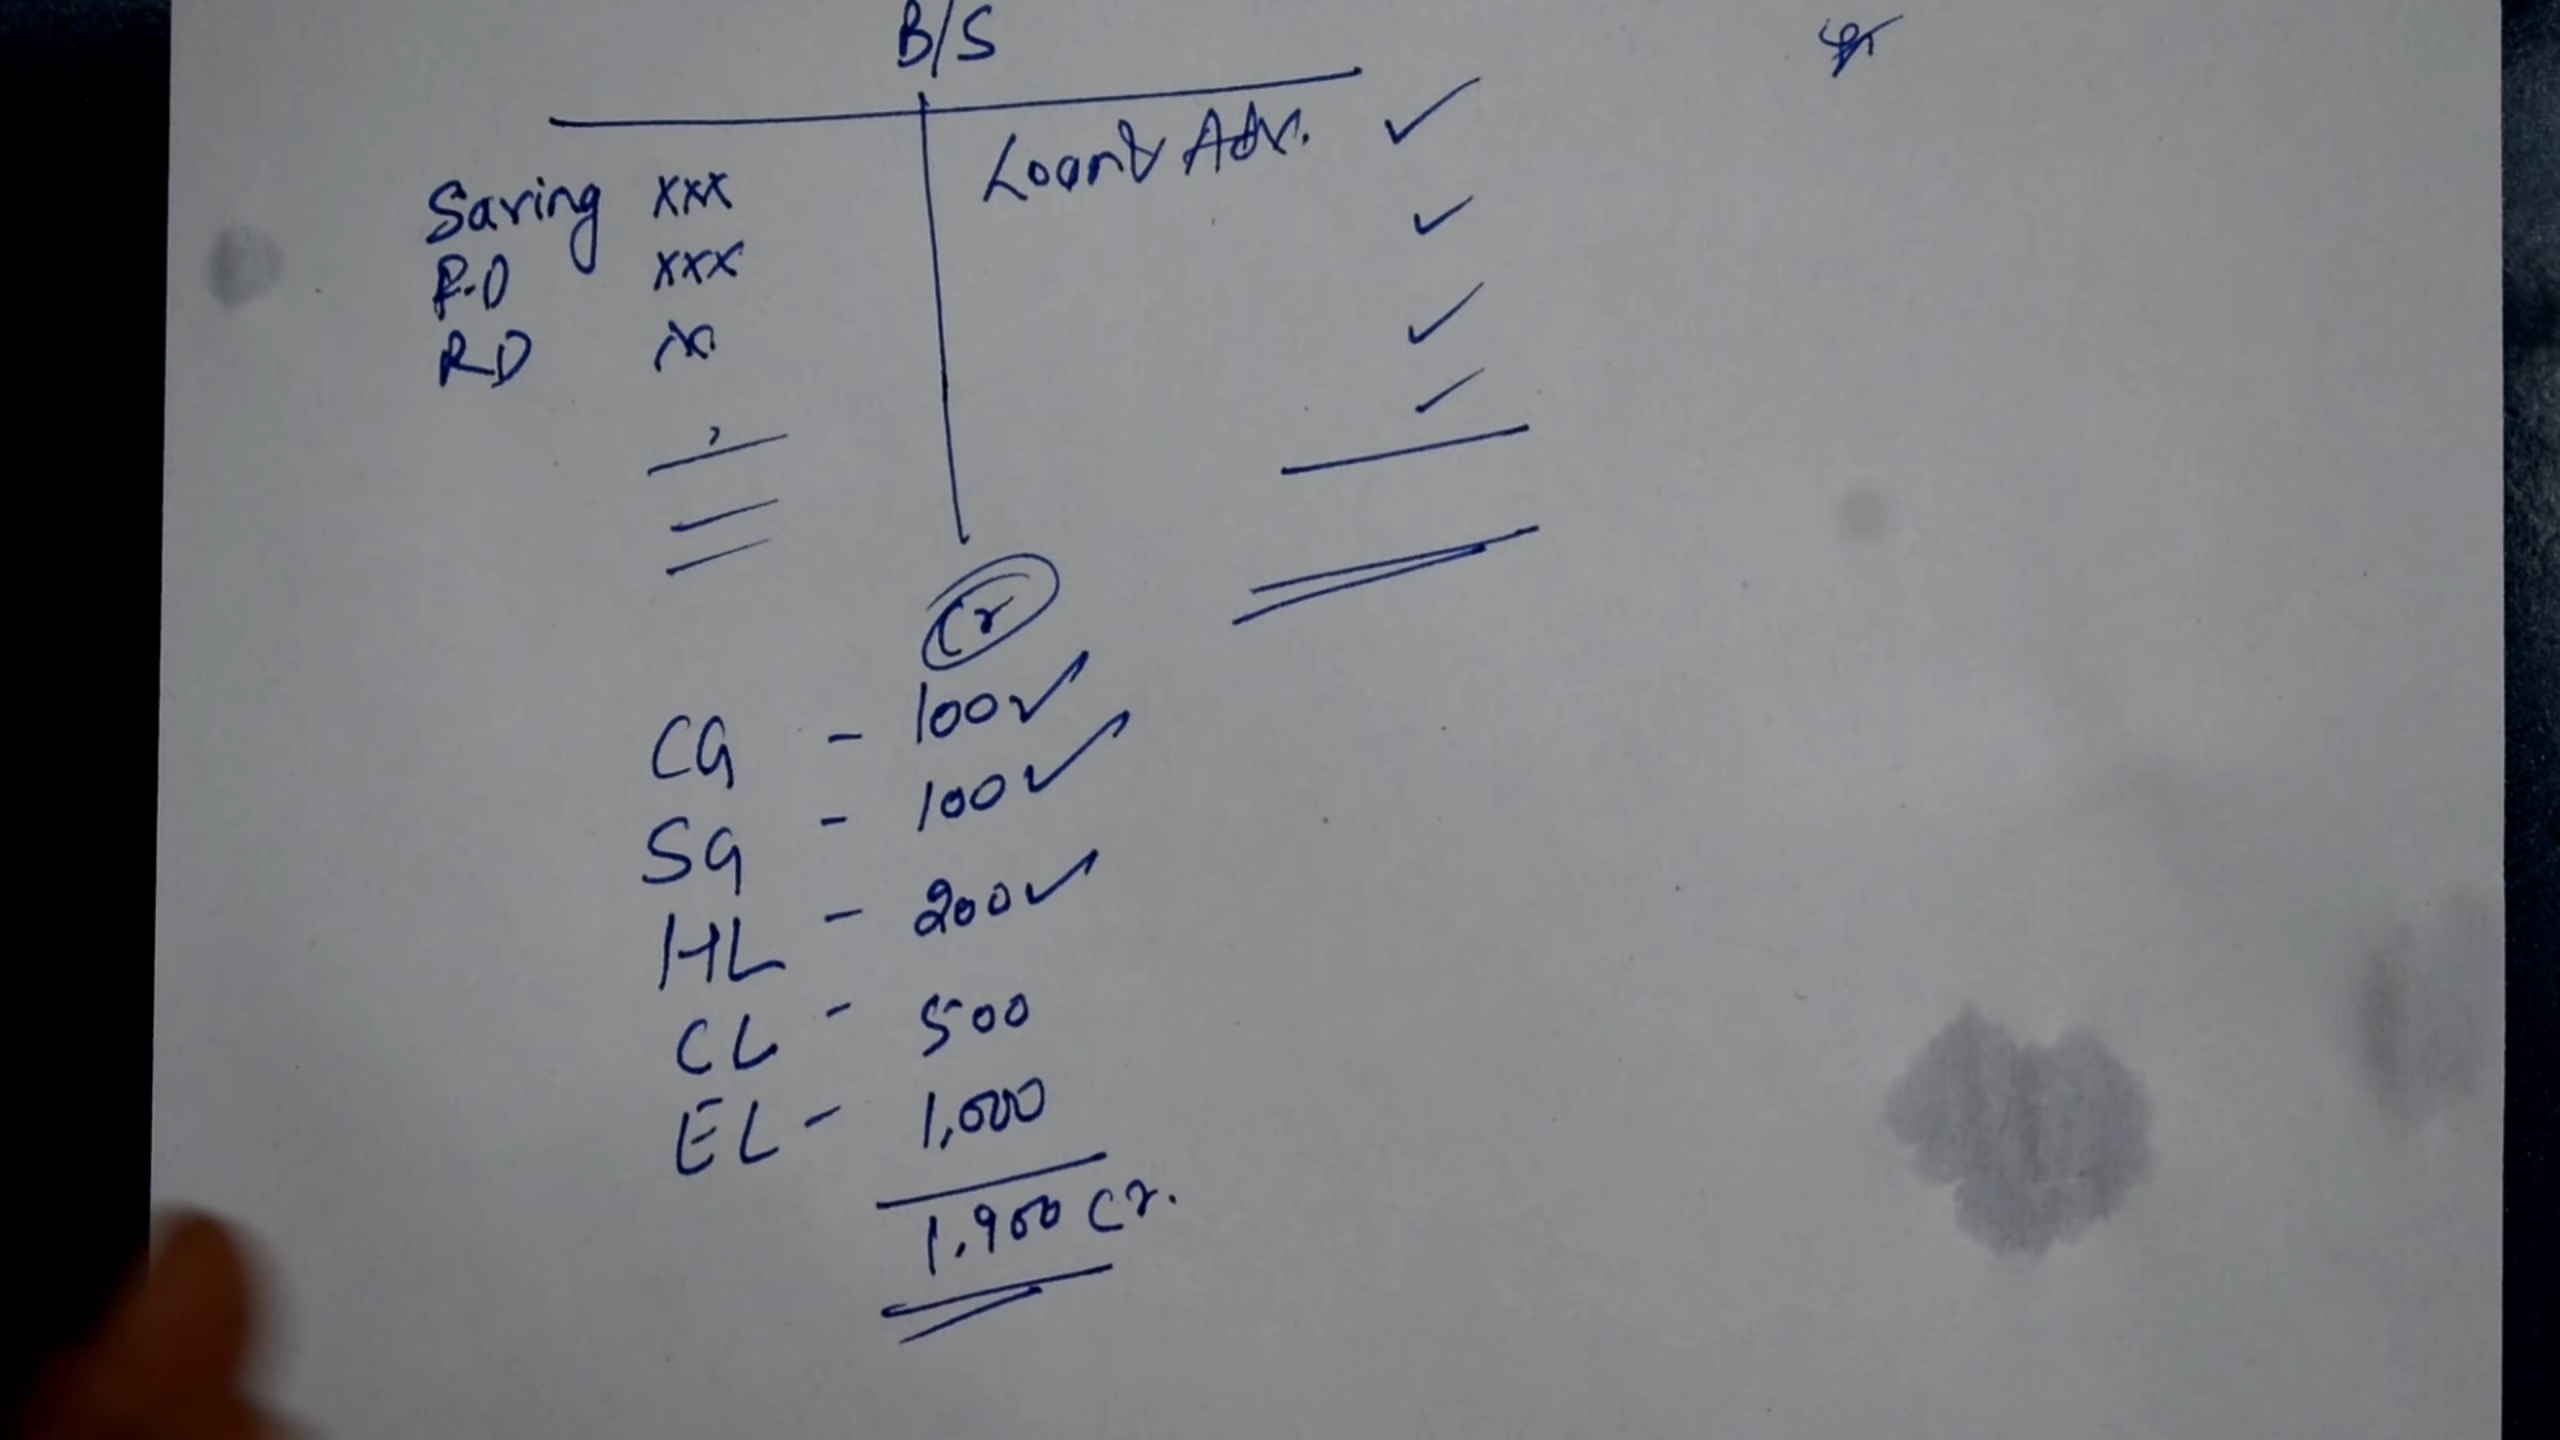 B/S
Loan & Adv. ✓
Saving xxx
✓
F.D xxx
✓
RD xx
✓
Cr
CG - 100 ✓
SG - 100 ✓
HL - 200 ✓
CL - 500
EL - 1,000
1,900 Cr.